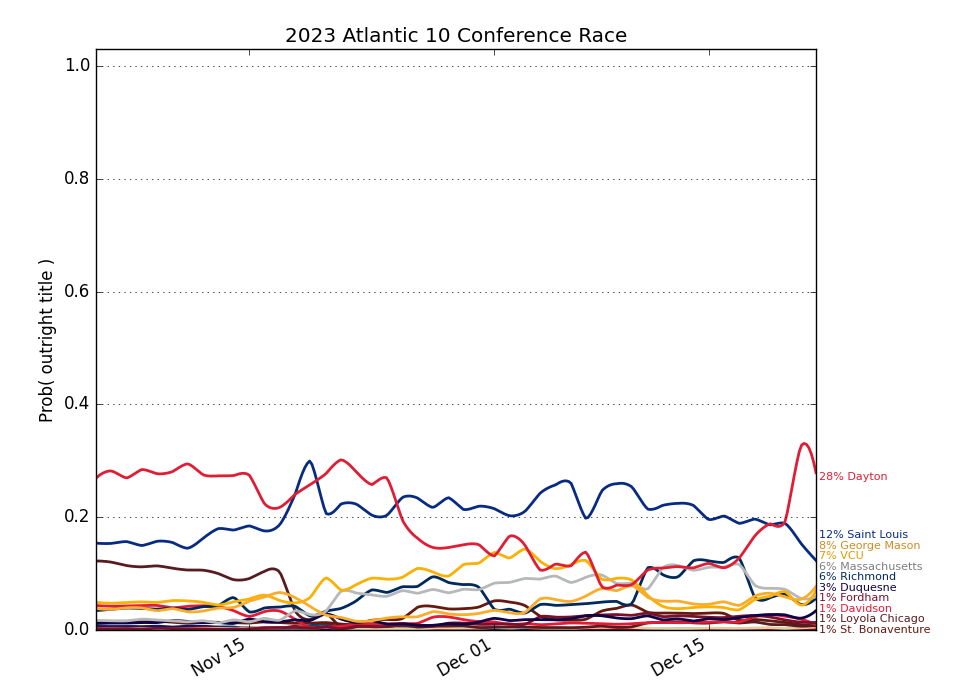 2023 Atlantic 10 Conference Race
Prob( outright title )
1.0
0.8
0.6
0.4
0.2
0.0
Nov 15
Dec 01
Dec 15
28% Dayton
12% Saint Louis
8% George Mason
7% VCU
6% Massachusetts
6% Richmond
3% Duquesne
1% Fordham
1% Davidson
1% Loyola Chicago
1% St. Bonaventure